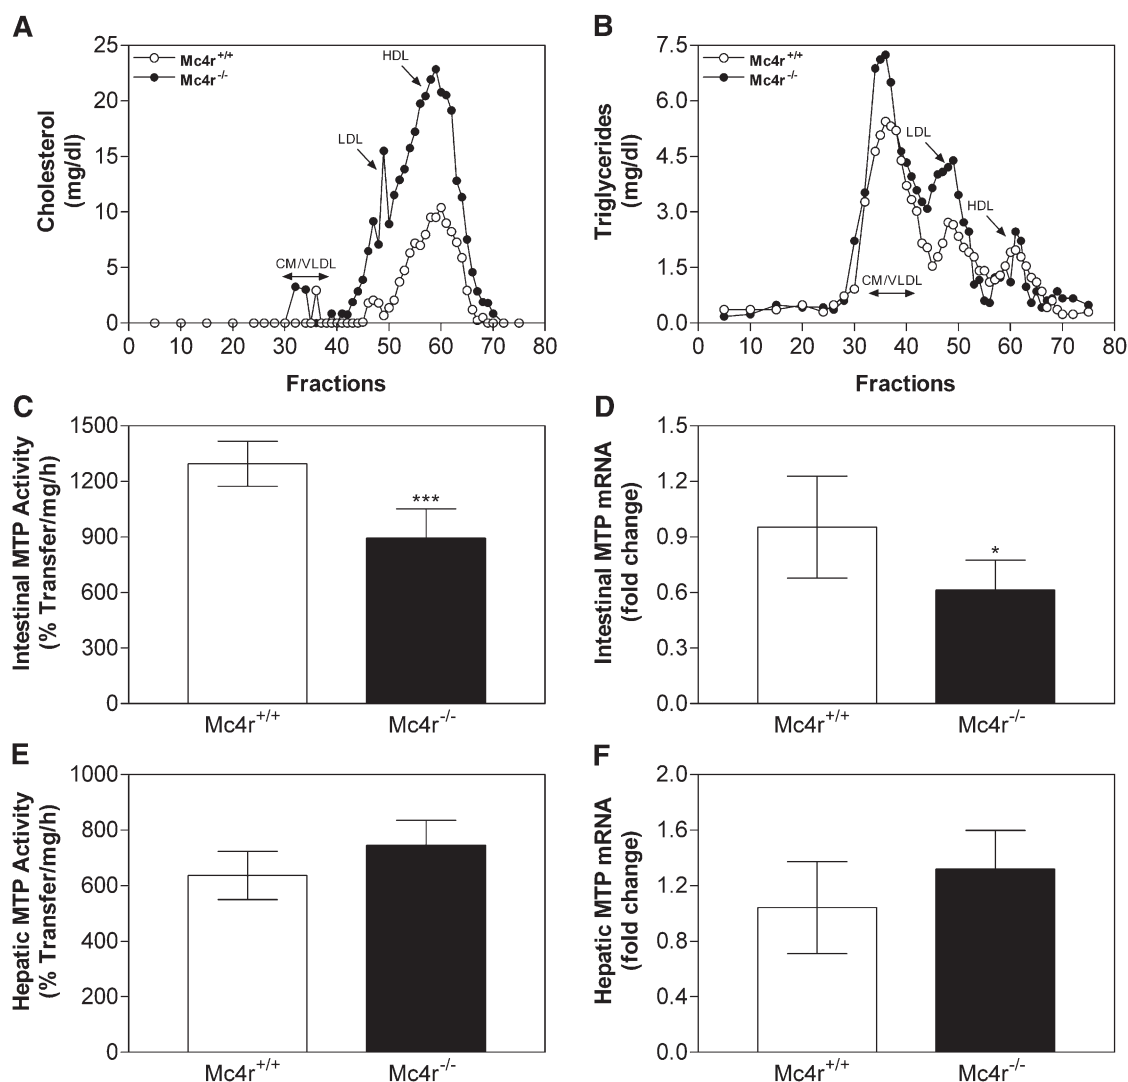 A
Cholesterol
(mg/dl)
25
20
15
10
5
0
Mc4r+/+
Mc4r-/-
HDL
LDL
CM/VLDL
0 10 20 30 40 50 60 70 80
Fractions
B
Triglycerides
(mg/dl)
7.5
6.0
4.5
3.0
1.5
0.0
Mc4r+/+
Mc4r-/-
LDL
HDL
CM/VLDL
0 10 20 30 40 50 60 70 80
Fractions
C
Intestinal MTP Activity
(% Transfer/mg/h)
1500
1200
900
600
300
0
***
Mc4r+/+ Mc4r-/-
D
Intestinal MTP mRNA
(fold change)
1.5
1.2
0.9
0.6
0.3
0.0
*
Mc4r+/+ Mc4r-/-
E
Hepatic MTP Activity
(% Transfer/mg/h)
1000
800
600
400
200
0
Mc4r+/+ Mc4r-/-
F
Hepatic MTP mRNA
(fold change)
2.0
1.6
1.2
0.8
0.4
0.0
Mc4r+/+ Mc4r-/-